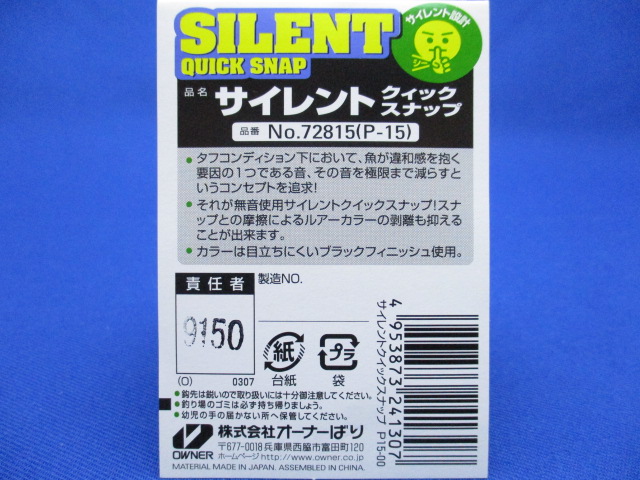 SILENT
サイレント設計
シーッ
QUICK SNAP
品名 サイレント クィック スナップ
品番 No.72815(P-15)
●タフコンディション下において、魚が違和感を抱く
要因の1つである音、その音を極限まで減らすと
いうコンセプトを追求!
●それが無音使用サイレントクイックスナップ!ス
ナップとの摩擦によるルアーカラーの剥離も抑える
ことが出来ます。
●カラーは目立ちにくいブラックフィニッシュ使用。
責任者
製造NO.
9150
(O) 0307
紙
台紙
プラ
袋
●鈎先は鋭いので取り扱いには十分御注意してください。
●釣り場のゴミは必ず持ち帰りましょう。
●幼児の手の届かない所へ保管してください。
OWNER
株式会社オーナーばり
〒677-0018兵庫県西脇市富田町120
ホームページhttp://www.owner.co.jp
MATERIAL MADE IN JAPAN. ASSEMBLED IN CHINA.
4 953873 241307
サイレントクイックスナップ P15-00